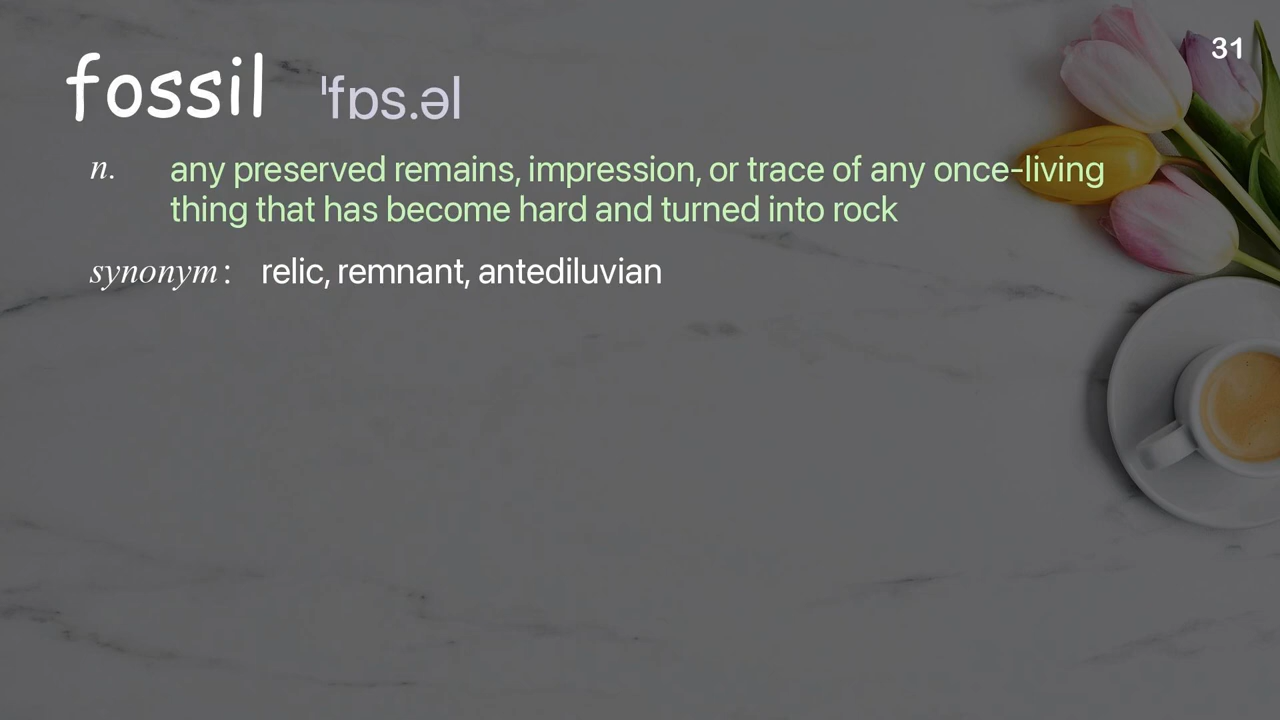 31
fossil ˈfɒs.əl
n. any preserved remains, impression, or trace of any once-living
thing that has become hard and turned into rock
synonym: relic, remnant, antediluvian